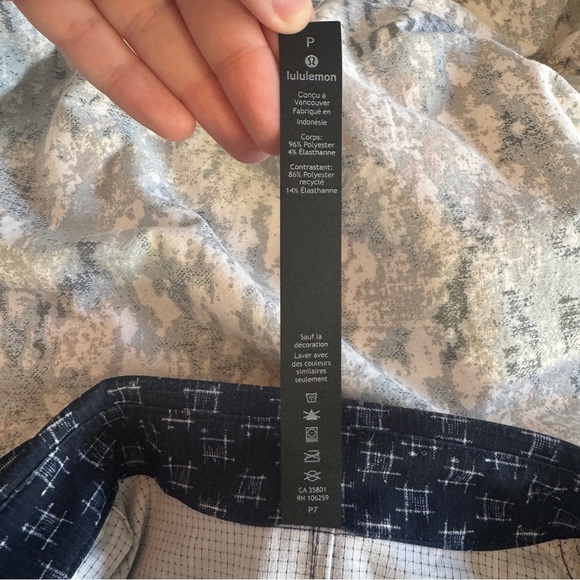 P
lululemon
Conçu à
Vancouver
Fabriqué en
Indonésie
Corps:
96% Polyester
4% Élasthanne
Contrastant:
86% Polyester
recyclé
14% Élasthanne
Sauf la
décoration
Laver avec
des couleurs
similaires
seulement
CA 35801
RN 106259
P7